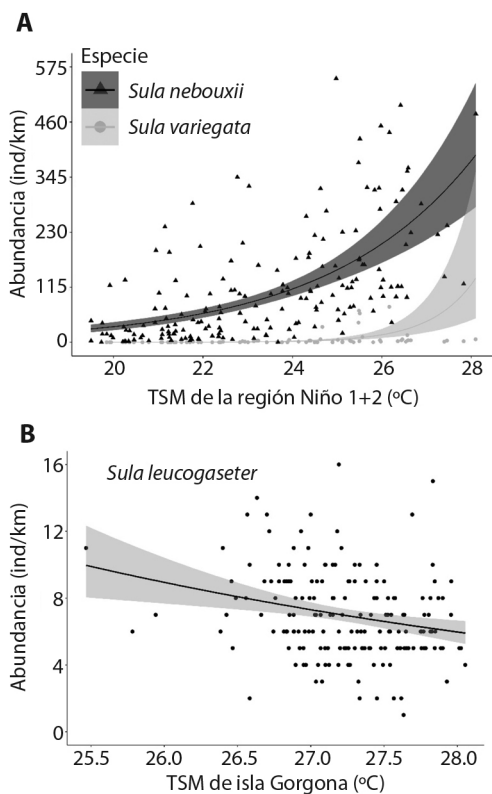 A
Especie
Sula nebouxii
Sula variegata
Abundancia (ind/km)
575
460
345
230
115
0
20 22 24 26 28
TSM de la región Niño 1+2 (ºC)
B
Sula leucogaseter
Abundancia (ind/km)
16
12
8
4
0
25.5 26.0 26.5 27.0 27.5 28.0
TSM de isla Gorgona (ºC)